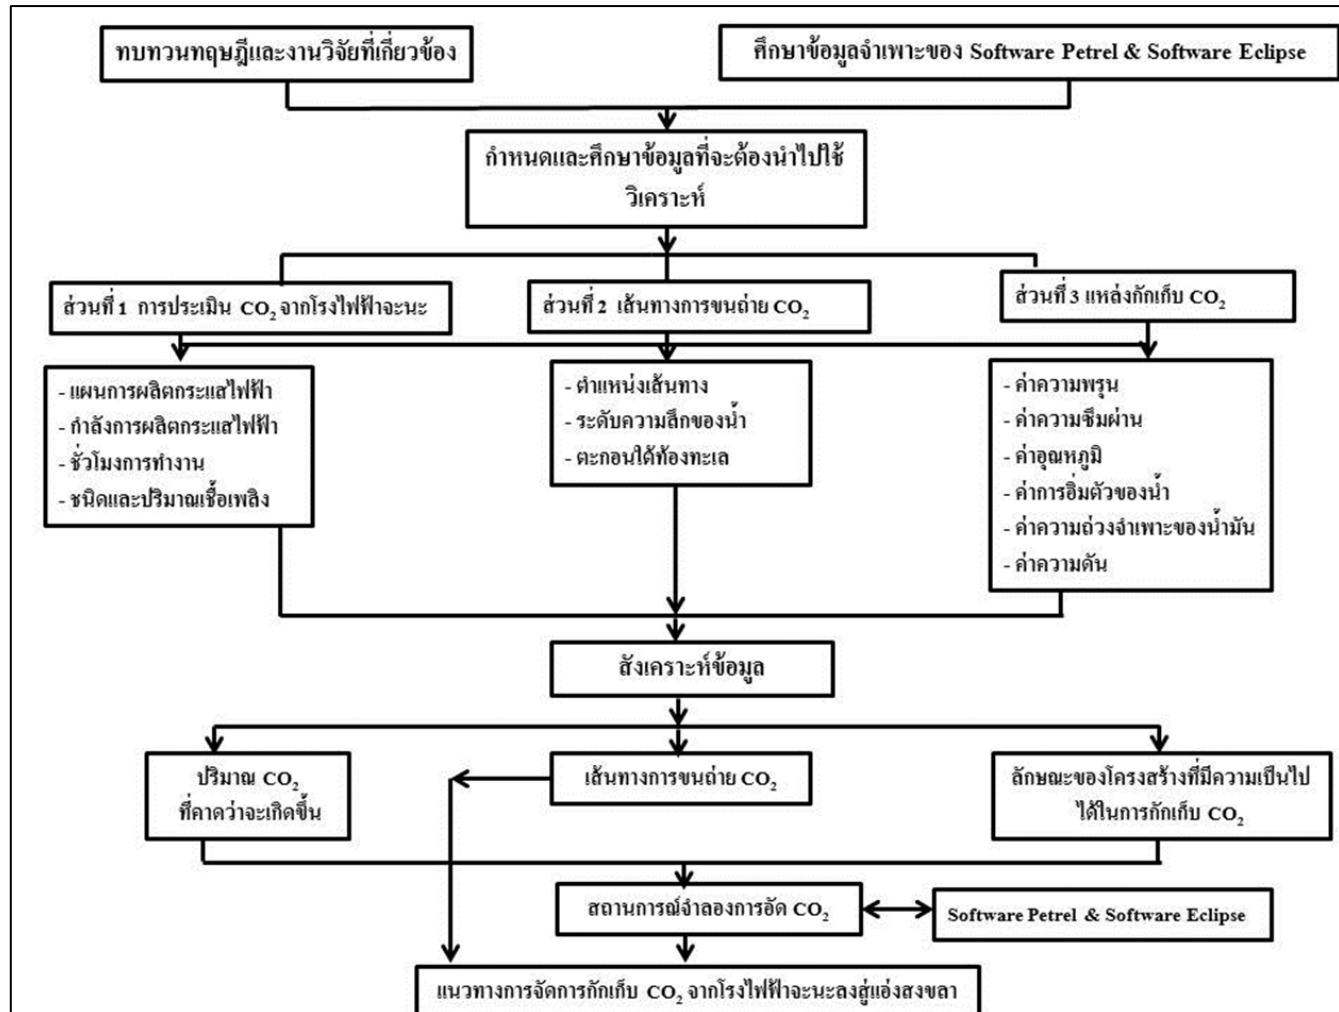 ทบทวนทฤษฎีและงานวิจัยที่เกี่ยวข้อง
ศึกษาข้อมูลจำเพาะของ Software Petrel & Software Eclipse
กำหนดและศึกษาข้อมูลที่จะต้องนำไปใช้
วิเคราะห์
ส่วนที่ 1 การประเมิน CO₂ จากโรงไฟฟ้าจะนะ
ส่วนที่ 2 เส้นทางการขนถ่าย CO₂
ส่วนที่ 3 แหล่งกักเก็บ CO₂
- แผนการผลิตกระแสไฟฟ้า
- กำลังการผลิตกระแสไฟฟ้า
- ชั่วโมงการทำงาน
- ชนิดและปริมาณเชื้อเพลิง
- ตำแหน่งเส้นทาง
- ระดับความลึกของน้ำ
- ตะกอนใต้ท้องทะเล
- ค่าความพรุน
- ค่าความซึมผ่าน
- ค่าอุณหภูมิ
- ค่าการอิ่มตัวของน้ำ
- ค่าความถ่วงจำเพาะของน้ำมัน
- ค่าความดัน
สังเคราะห์ข้อมูล
ปริมาณ CO₂
ที่คาดว่าจะเกิดขึ้น
เส้นทางการขนถ่าย CO₂
ลักษณะของโครงสร้างที่มีความเป็นไป
ได้ในการกักเก็บ CO₂
สถานการณ์จำลองการอัด CO₂
Software Petrel & Software Eclipse
แนวทางการจัดการกักเก็บ CO₂ จากโรงไฟฟ้าจะนะลงสู่แอ่งสงขลา